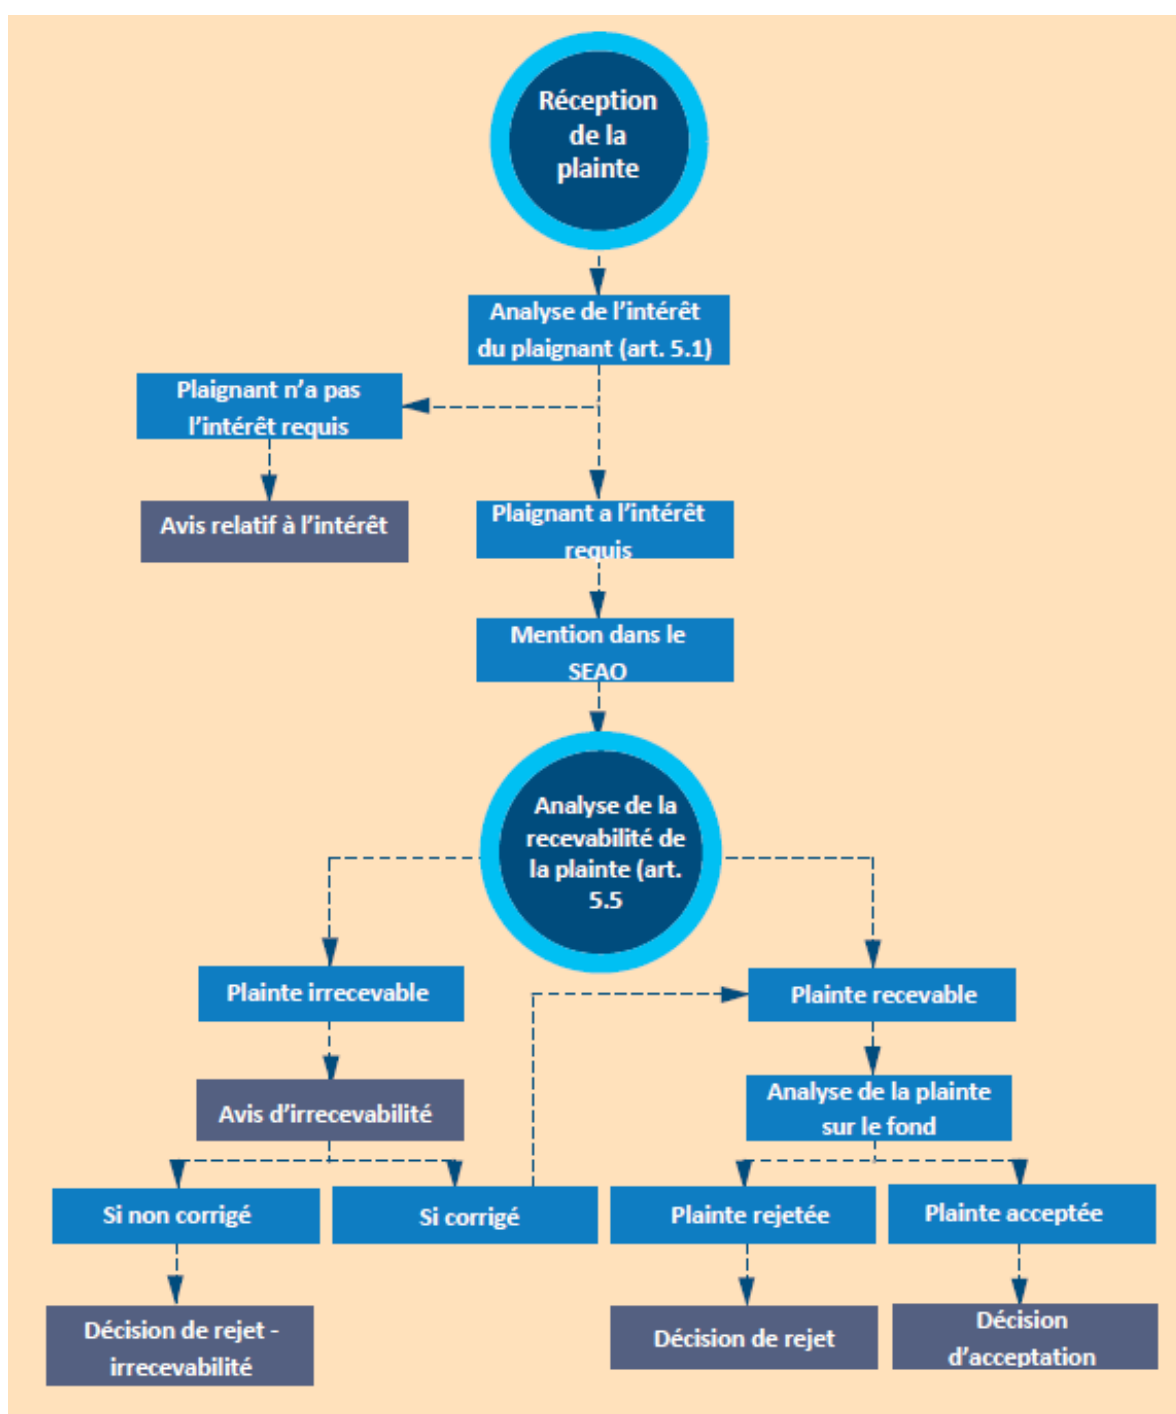 Réception
de la
plainte
Analyse de l'intérêt
du plaignant (art. 5.1)
Plaignant n'a pas
l'intérêt requis
Avis relatif à l'intérêt
Plaignant a l'intérêt
requis
Mention dans le
SEAO
Analyse de la
recevabilité de
la plainte (art.
5.5
Plainte irrecevable
Plainte recevable
Avis d'irrecevabilité
Analyse de la plainte
sur le fond
Si non corrigé
Si corrigé
Plainte rejetée
Plainte acceptée
Décision de rejet -
irrecevabilité
Décision de rejet
Décision
d'acceptation